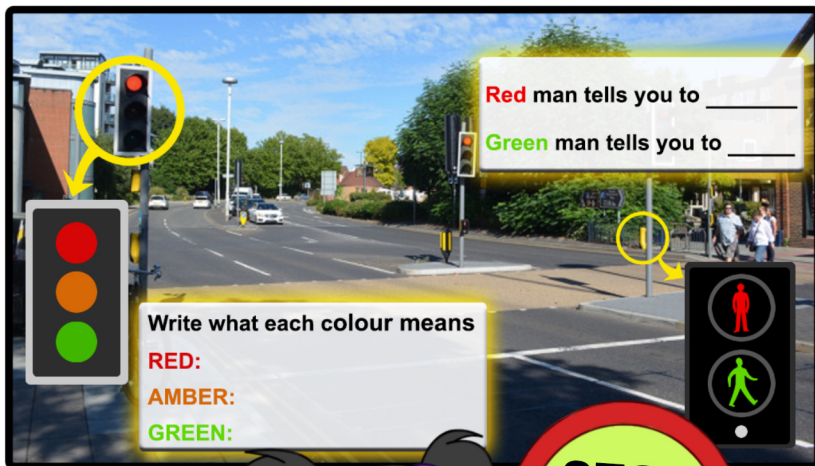 Red man tells you to ________
Green man tells you to ______
Write what each colour means
RED:
AMBER:
GREEN: